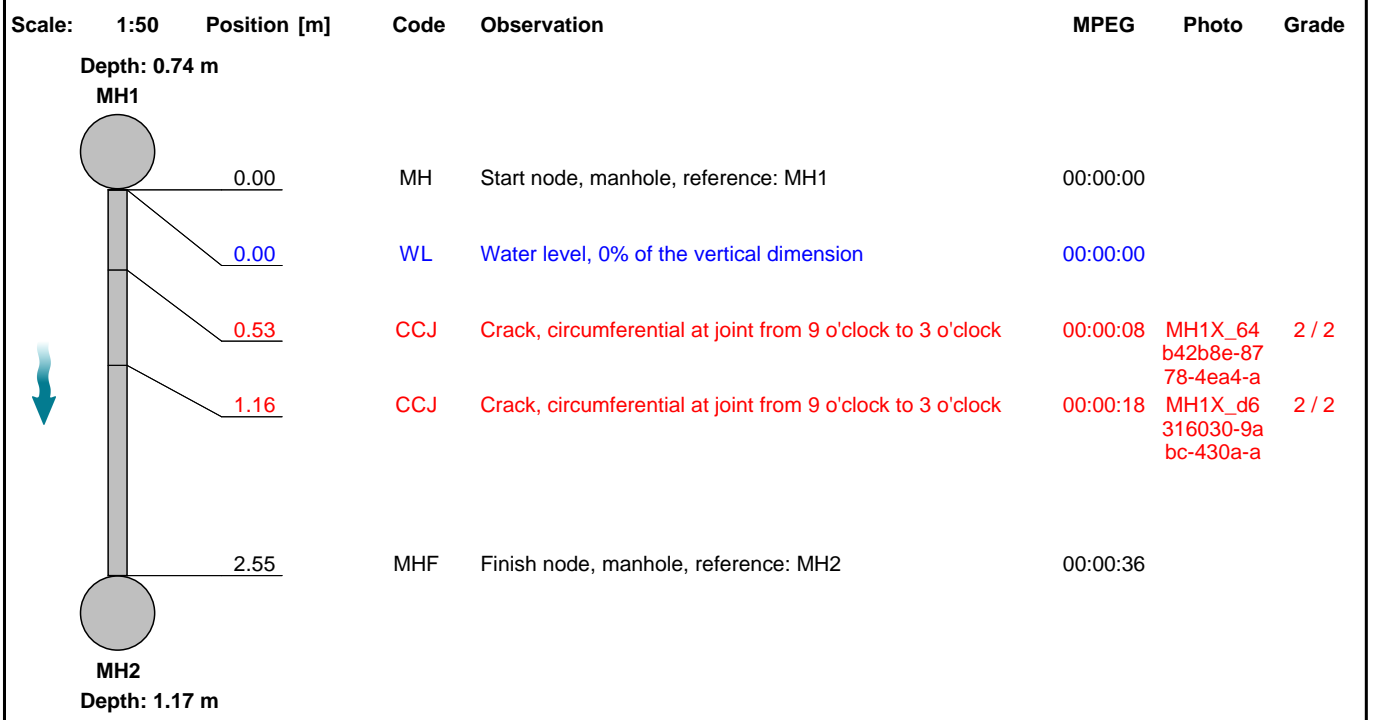 Scale: 1:50 Position [m] Code Observation MPEG Photo Grade
Depth: 0.74 m
MH1
0.00 MH Start node, manhole, reference: MH1 00:00:00
0.00 WL Water level, 0% of the vertical dimension 00:00:00
0.53 CCJ Crack, circumferential at joint from 9 o'clock to 3 o'clock 00:00:08 MH1X_64 2 / 2
b42b8e-87
78-4ea4-a
1.16 CCJ Crack, circumferential at joint from 9 o'clock to 3 o'clock 00:00:18 MH1X_d6 2 / 2
316030-9a
bc-430a-a
2.55 MHF Finish node, manhole, reference: MH2 00:00:36
MH2
Depth: 1.17 m